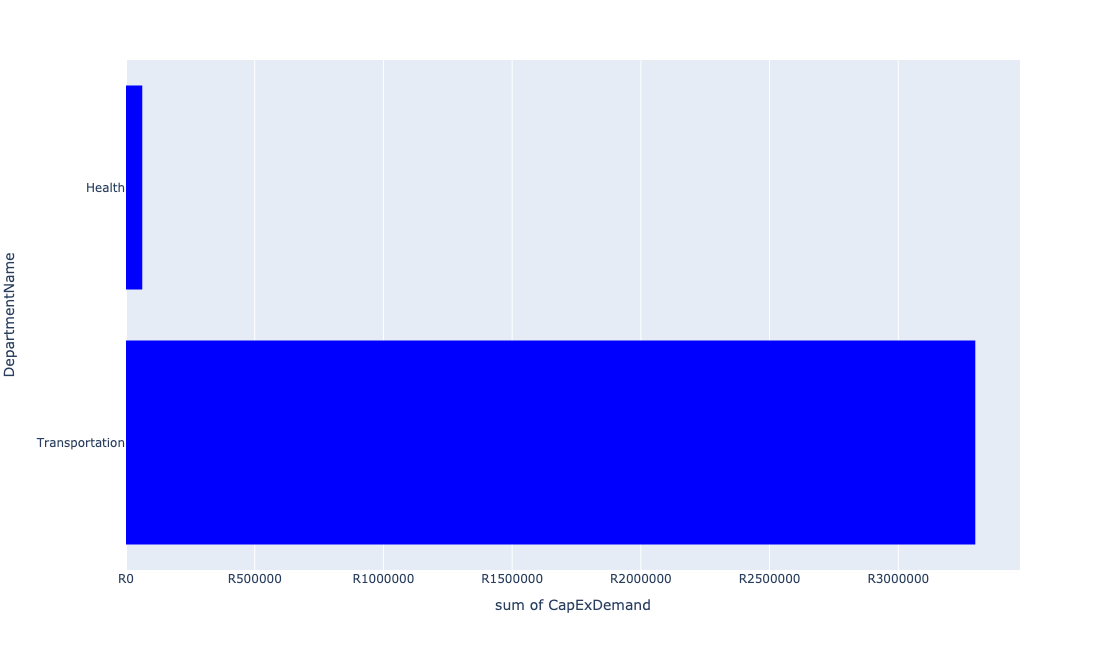 Health
DepartmentName
Transportation
R0 R500000 R1000000 R1500000 R2000000 R2500000 R3000000
sum of CapExDemand